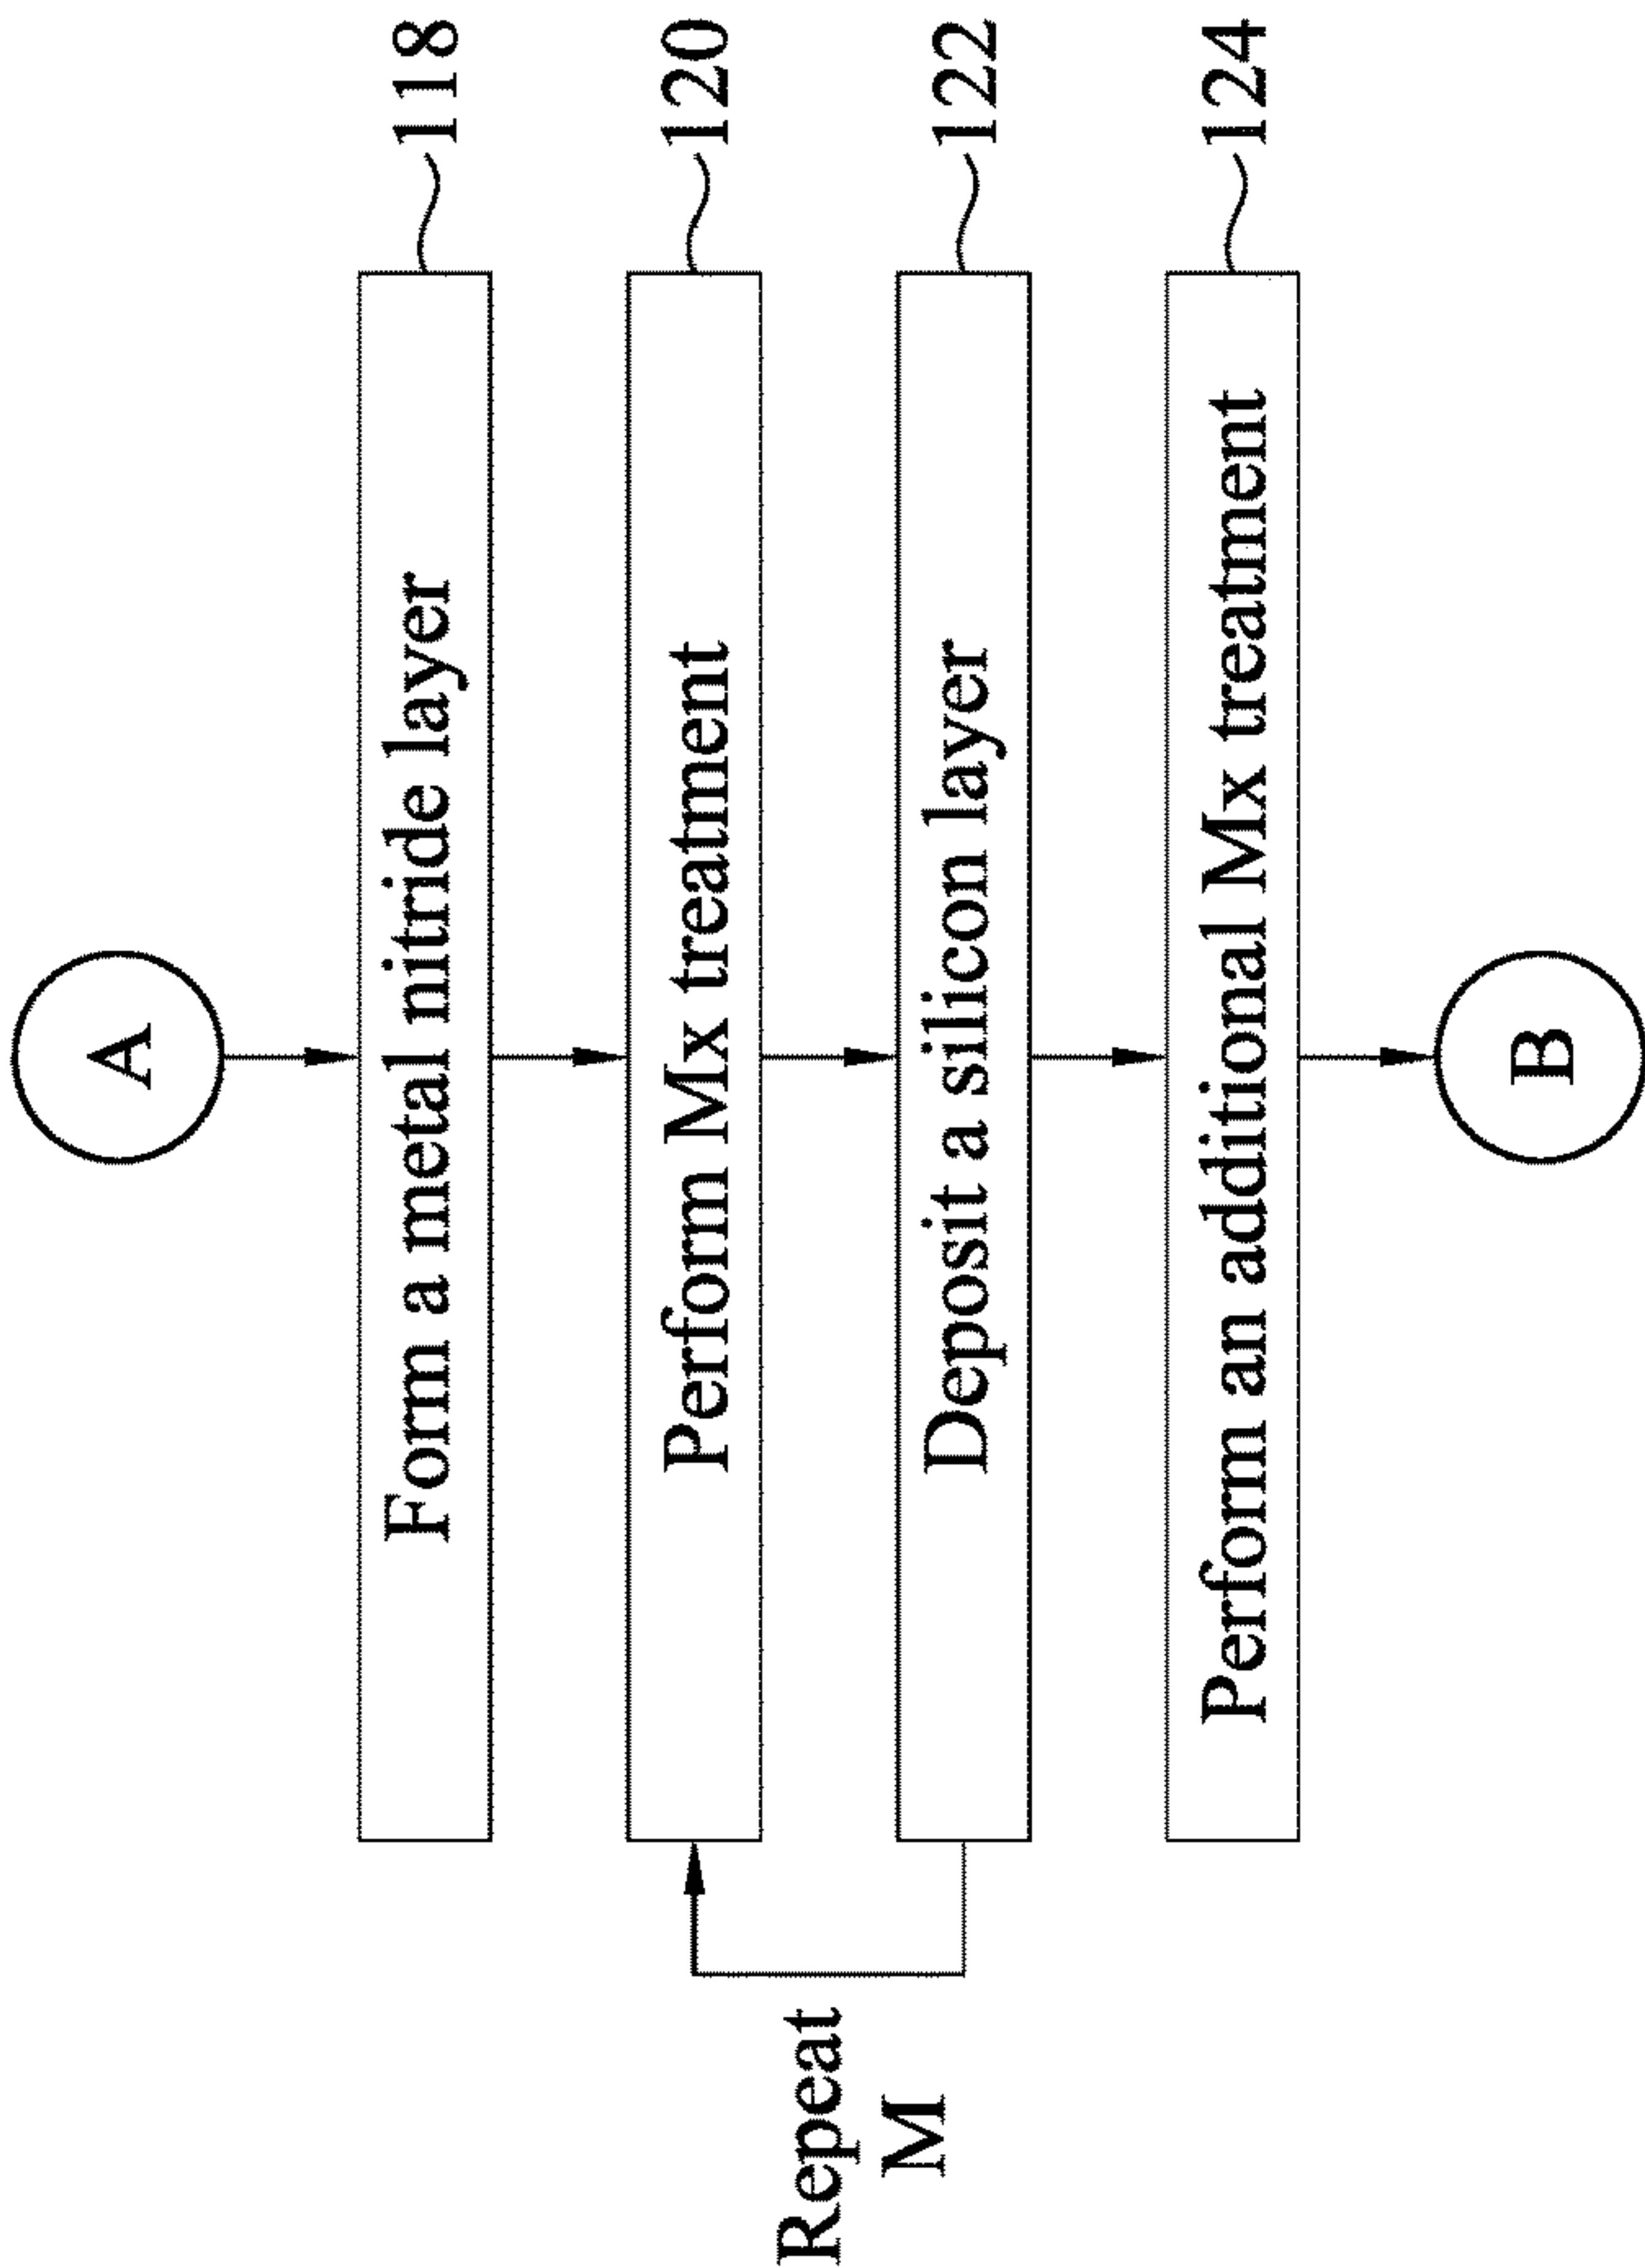 A
Form a metal nitride layer
118
Perform Mx treatment
120
Repeat
M
Deposit a silicon layer
122
Perform an additional Mx treatment
124
B